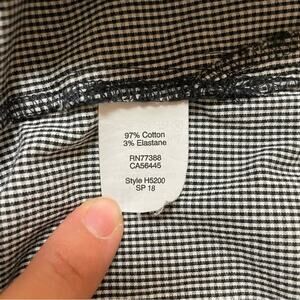 97% Cotton
3% Elastane
RN77388
CA56445
Style H5200
SP 18